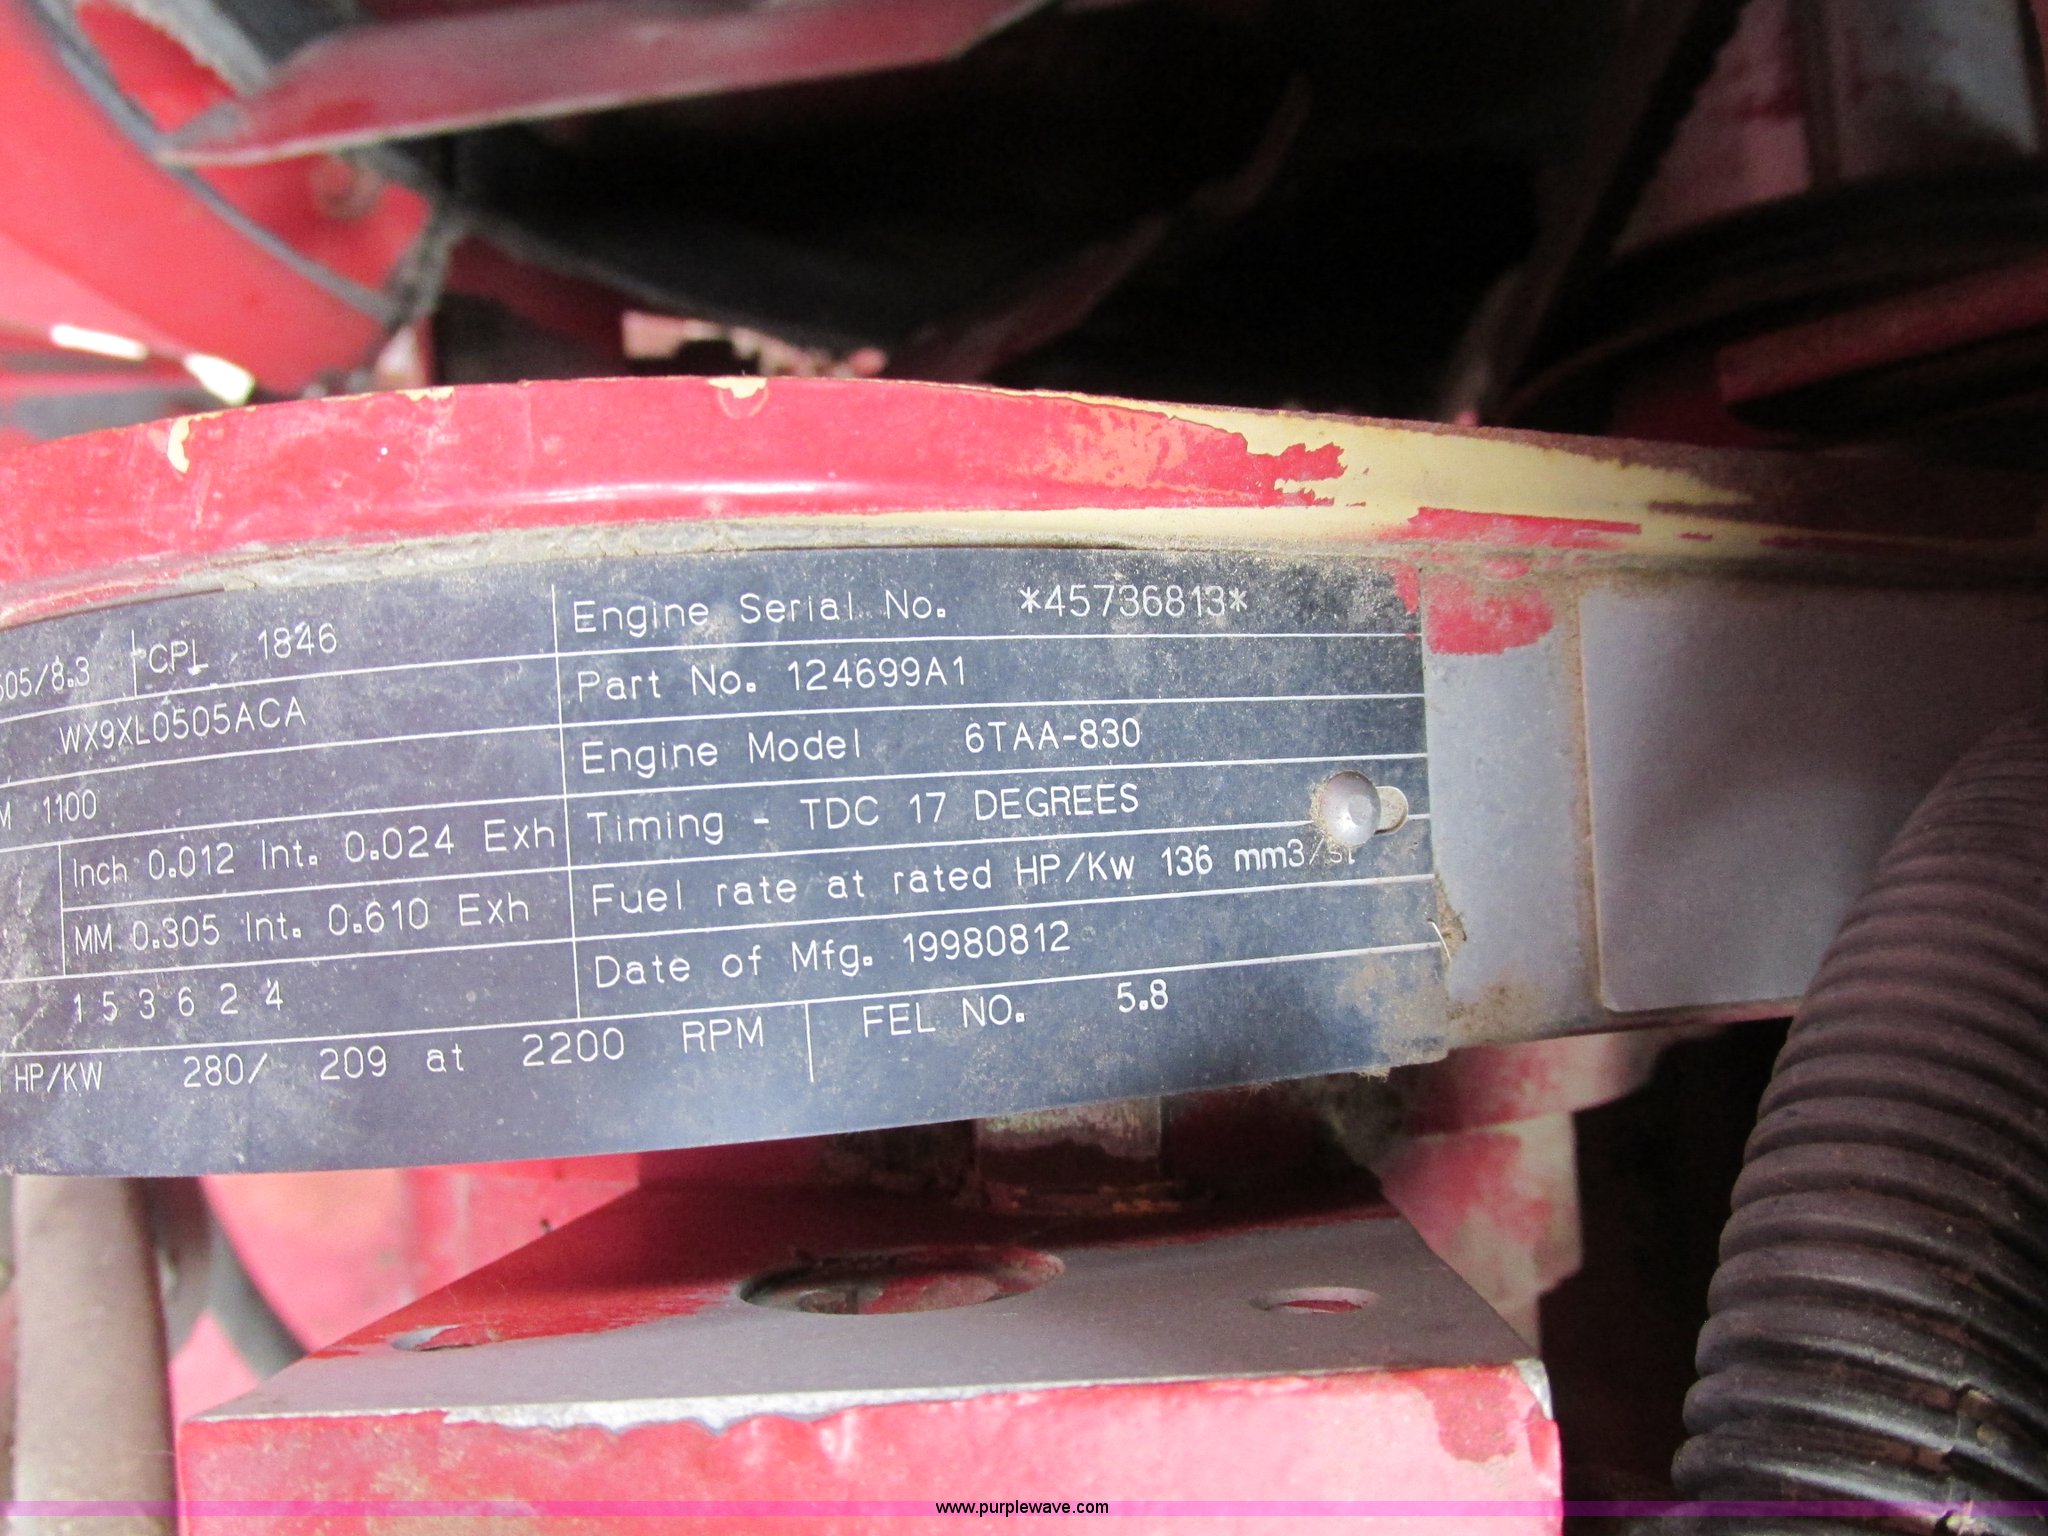 505/8.3 CPL 1846
WX9XL0505ACA
M 1100
Inch 0.012 Int. 0.024 Exh
MM 0.305 Int. 0.610 Exh
1 5 3 6 2 4
HP/KW 280/ 209 at 2200 RPM
Engine Serial No. *45736813*
Part No. 124699A1
Engine Model 6TAA-830
Timing - TDC 17 DEGREES
Fuel rate at rated HP/Kw 136 mm3/st
Date of Mfg. 19980812
FEL NO. 5.8
www.purplewave.com